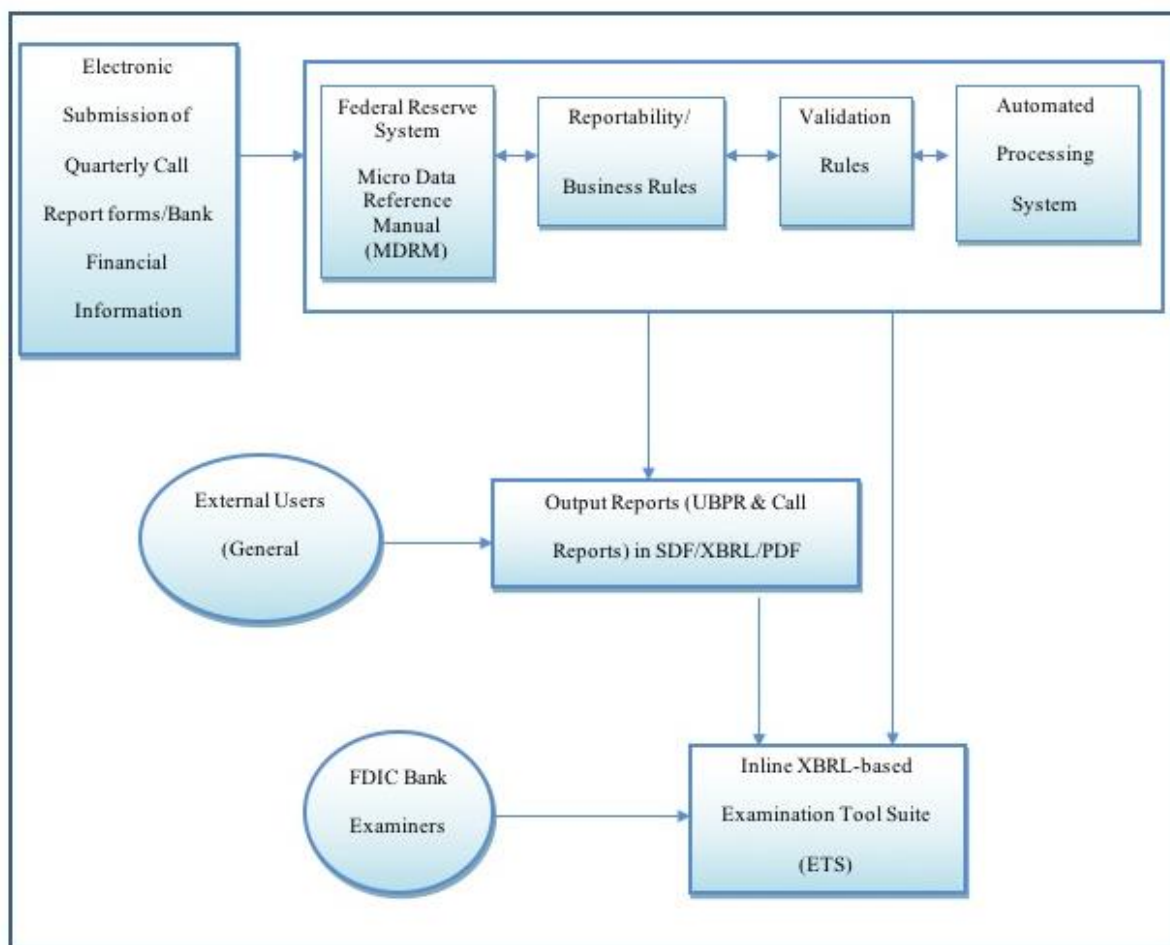 Electronic
Submission of
Quarterly Call
Report forms/Bank
Financial
Information
Federal Reserve
System
Micro Data
Reference
Manual
(MDRM)
Reportability/
Business Rules
Validation
Rules
Automated
Processing
System
External Users
(General
Output Reports (UBPR & Call
Reports) in SDF/XBRL/PDF
FDIC Bank
Examiners
Inline XBRL-based
Examination Tool Suite
(ETS)